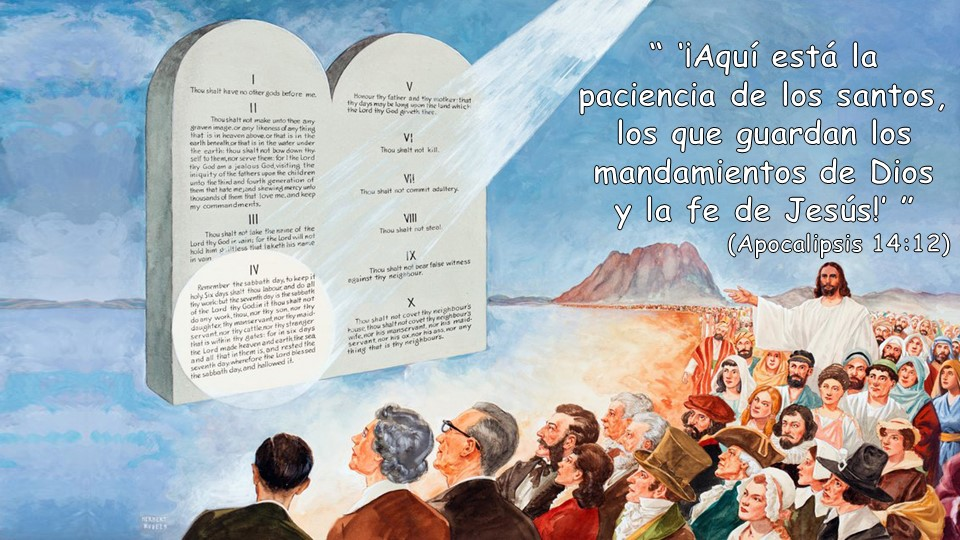 I
Thou shalt have no other gods before me.
II
Thou shalt not make unto thee any
graven image, or any likeness of any thing
that is in heaven above, or that is in the
earth beneath, or that is in the water under
the earth: thou shalt not bow down thy
self to them, nor serve them: for I the Lord
thy God am a jealous God, visiting the
iniquity of the fathers upon the children
unto the third and fourth generation of
them that hate me; and shewing mercy unto
thousands of them that love me, and keep
my commandments.
III
Thou shalt not take the name of the
Lord thy God in vain; for the Lord will not
hold him guiltless that taketh his name
in vain.
IV
Remember the sabbath day, to keep it
holy. Six days shalt thou labour, and do all
thy work: but the seventh day is the sabbath
of the Lord thy God: in it thou shalt not
do any work, thou, nor thy son, nor thy
daughter, thy manservant, nor thy maid-
servant, nor thy cattle, nor thy stranger
that is within thy gates: for in six days
the Lord made heaven and earth, the sea,
and all that in them is, and rested the
seventh day: wherefore the Lord blessed
the sabbath day, and hallowed it.
V
Honour thy father and thy mother: that
thy days may be long upon the land which
the Lord thy God giveth thee.
VI
Thou shalt not kill.
VII
Thou shalt not commit adultery.
VIII
Thou shalt not steal.
IX
Thou shalt not bear false witness
against thy neighbour.
X
Thou shalt not covet thy neighbour's
house, thou shalt not covet thy neighbour's
wife, nor his manservant, nor his maid-
servant, nor his ox, nor his ass, nor any
thing that is thy neighbours.
“ ‘¡Aquí está la
paciencia de los santos,
los que guardan los
mandamientos de Dios
y la fe de Jesús!’ ”
(Apocalipsis 14:12)